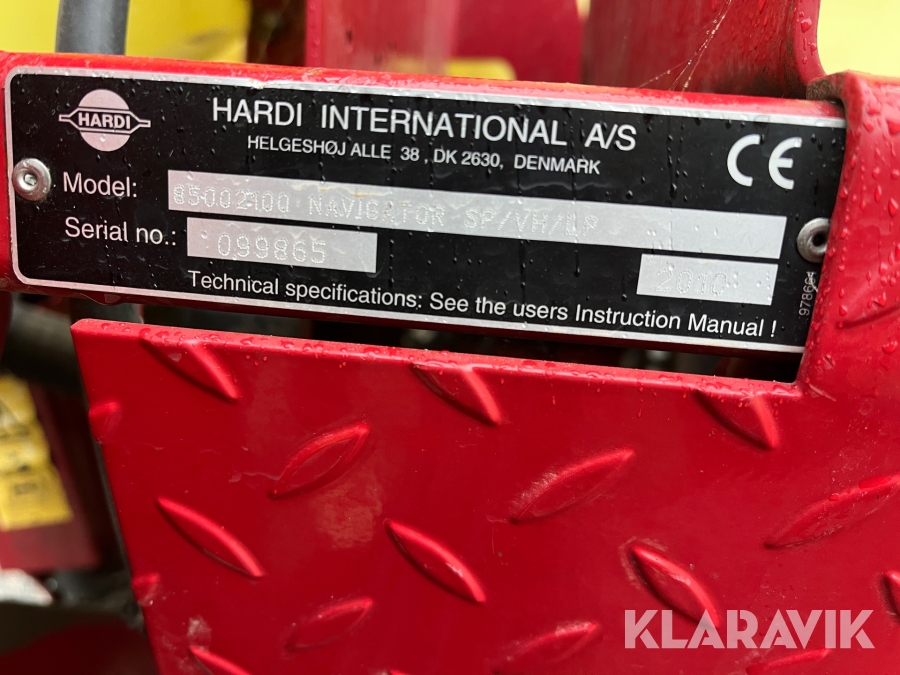 HARDI
HARDI INTERNATIONAL A/S
HELGESHØJ ALLE 38, DK 2630, DENMARK
Model: 85002100 NAVIGATOR SP/VH/LP
Serial no.: 099865 2010
Technical specifications: See the users Instruction Manual !
CE
KLARAVIK